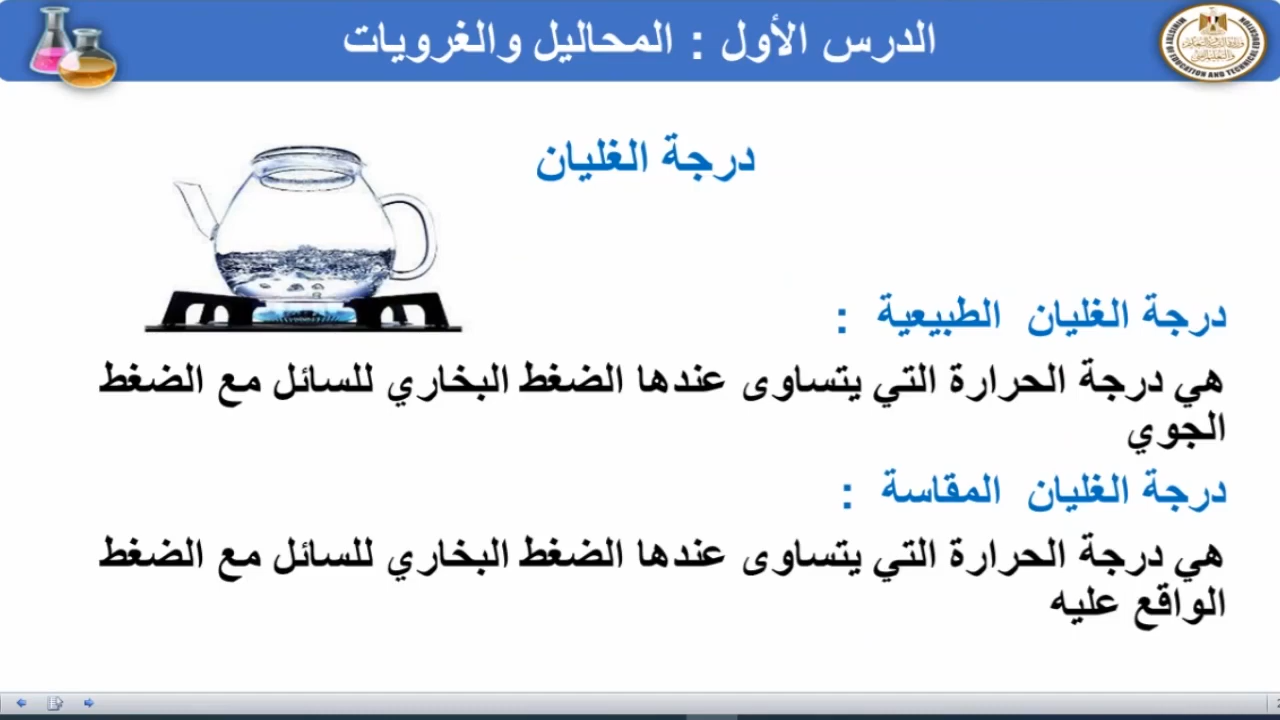 الدرس الأول : المحاليل والغرويات
درجة الغليان
درجة الغليان الطبيعية :
هي درجة الحرارة التي يتساوى عندها الضغط البخاري للسائل مع الضغط
الجوي
درجة الغليان المقاسة :
هي درجة الحرارة التي يتساوى عندها الضغط البخاري للسائل مع الضغط
الواقع عليه